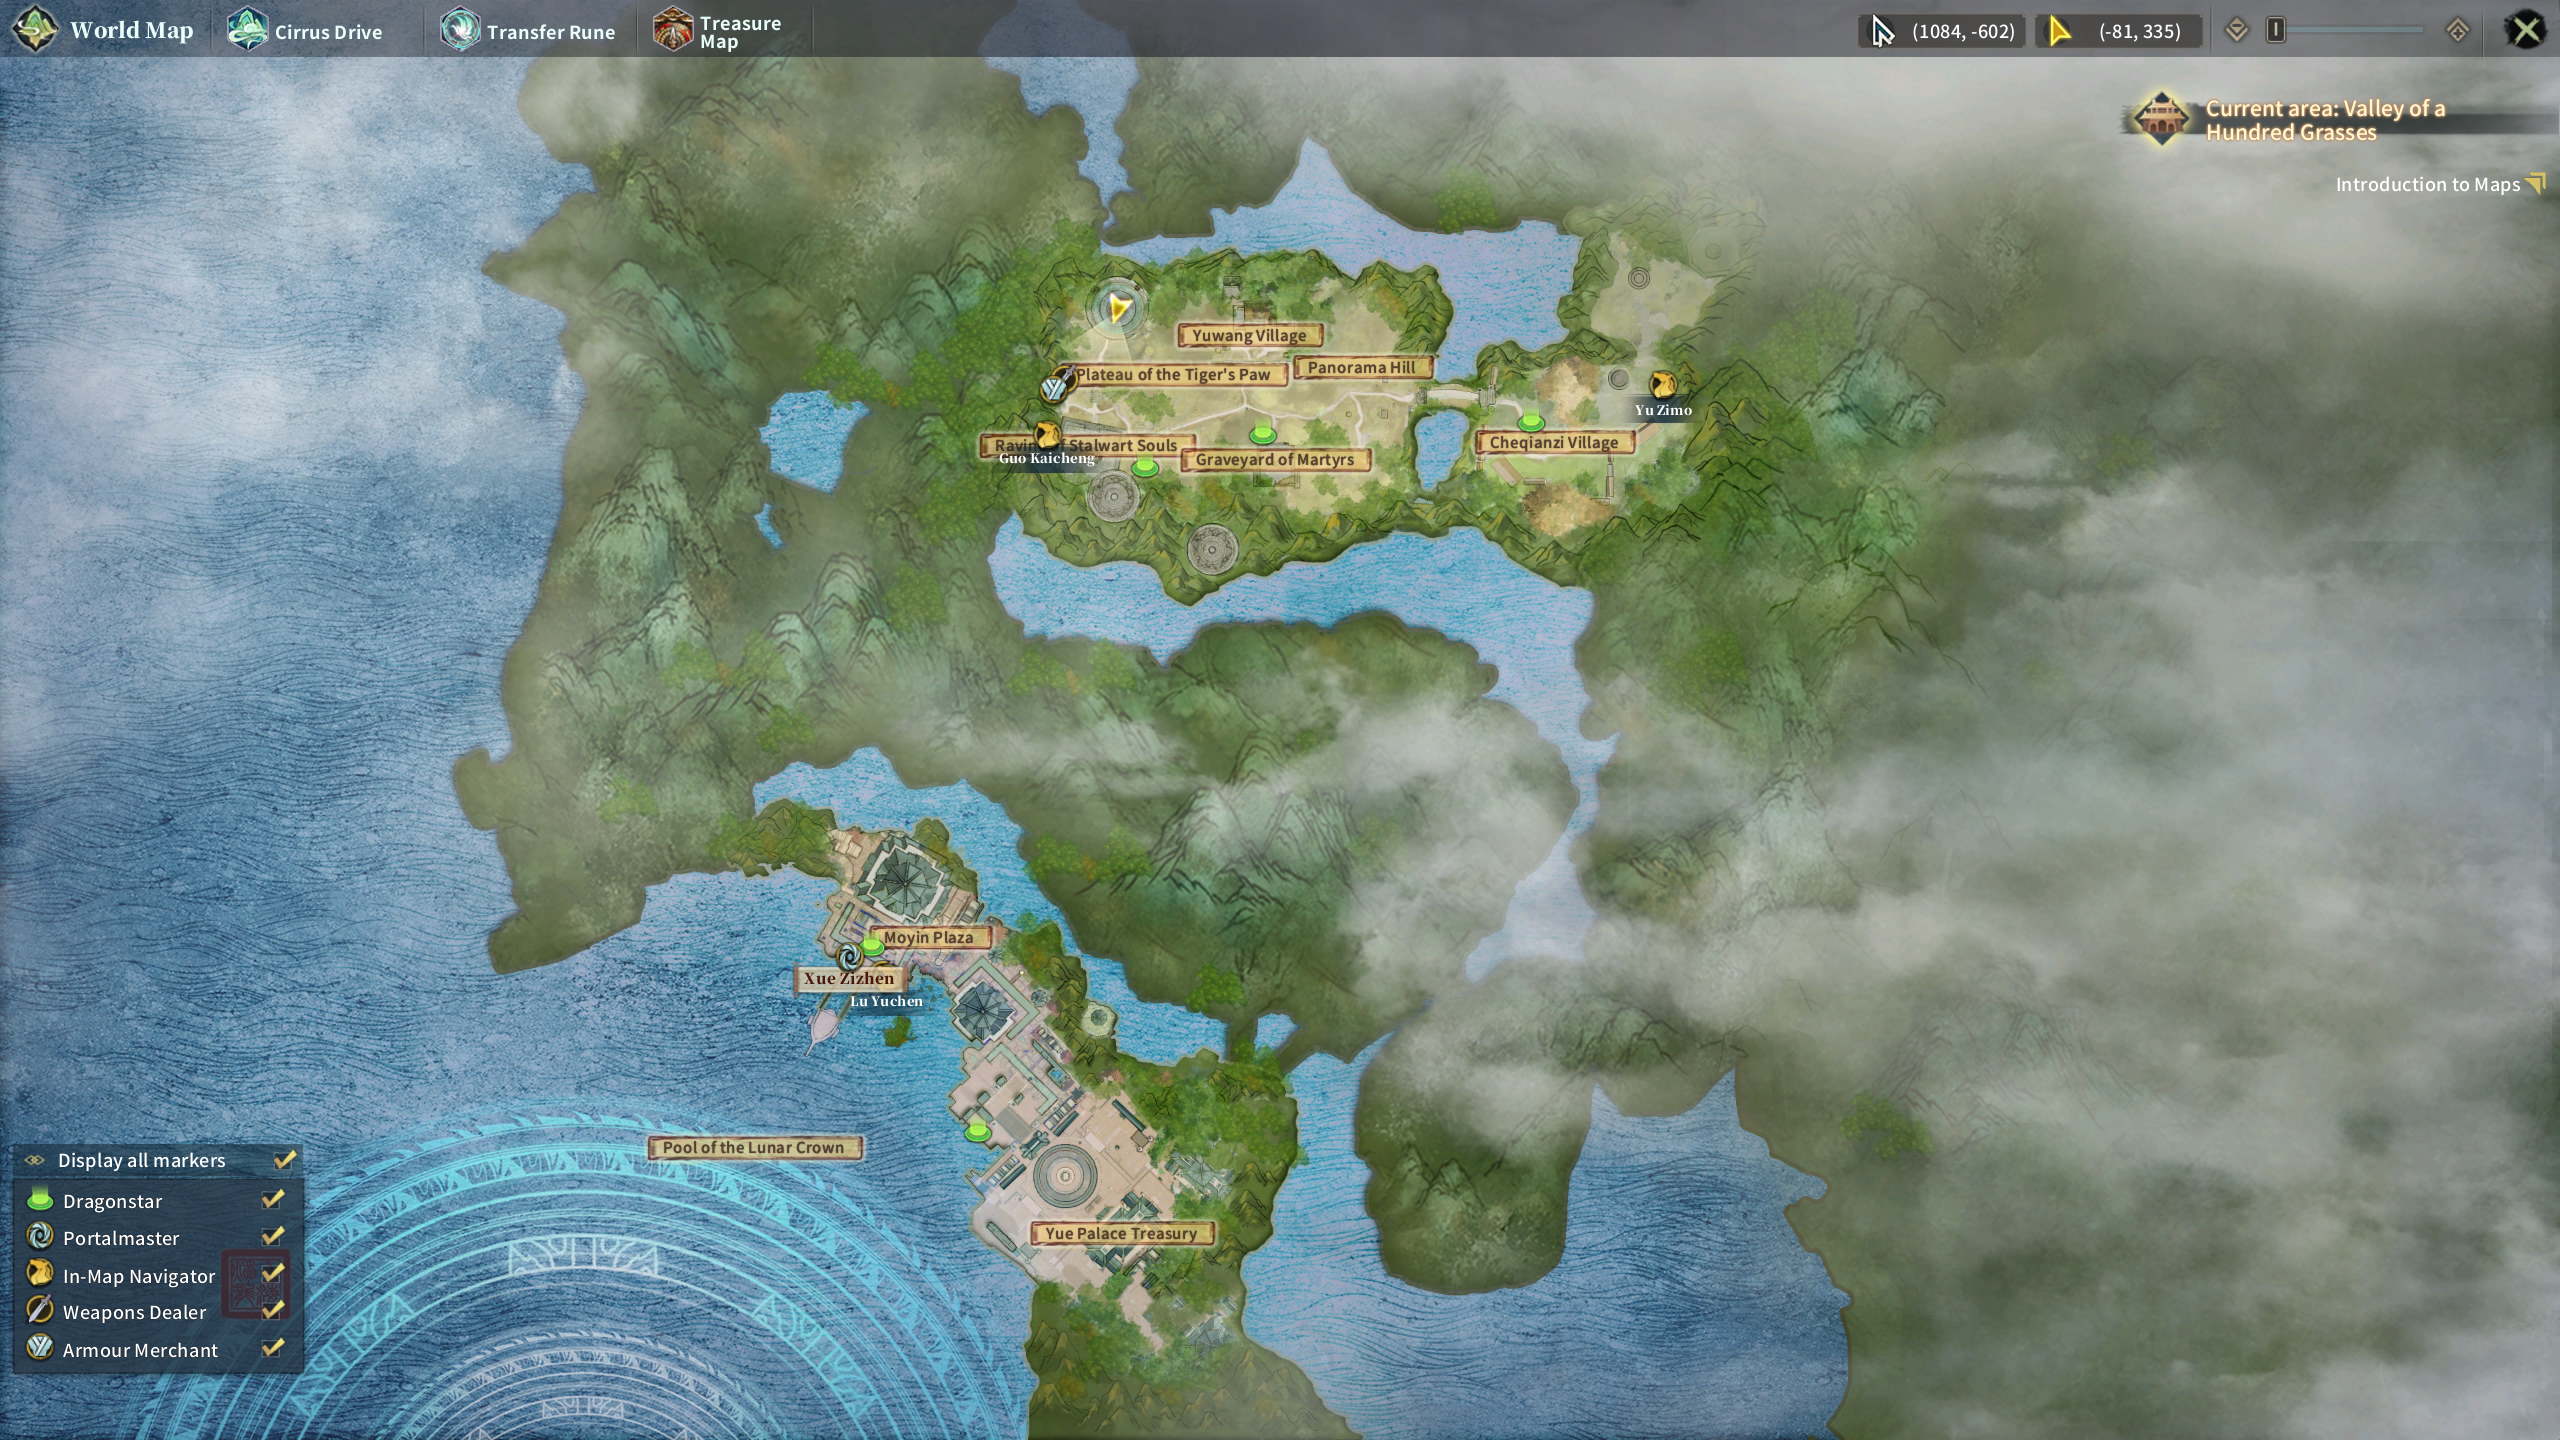 World Map
Cirrus Drive
Transfer Rune
Treasure
Map
(1084, -602)
(-81, 335)
Current area: Valley of a
Hundred Grasses
Introduction to Maps
Yuwang Village
Plateau of the Tiger's Paw
Panorama Hill
Yu Zimo
Ravine of Stalwart Souls
Guo Kaicheng
Graveyard of Martyrs
Cheqianzi Village
Moyin Plaza
Xue Zizhen
Lu Yuchen
Pool of the Lunar Crown
Yue Palace Treasury
Display all markers
Dragonstar
Portalmaster
In-Map Navigator
Weapons Dealer
Armour Merchant